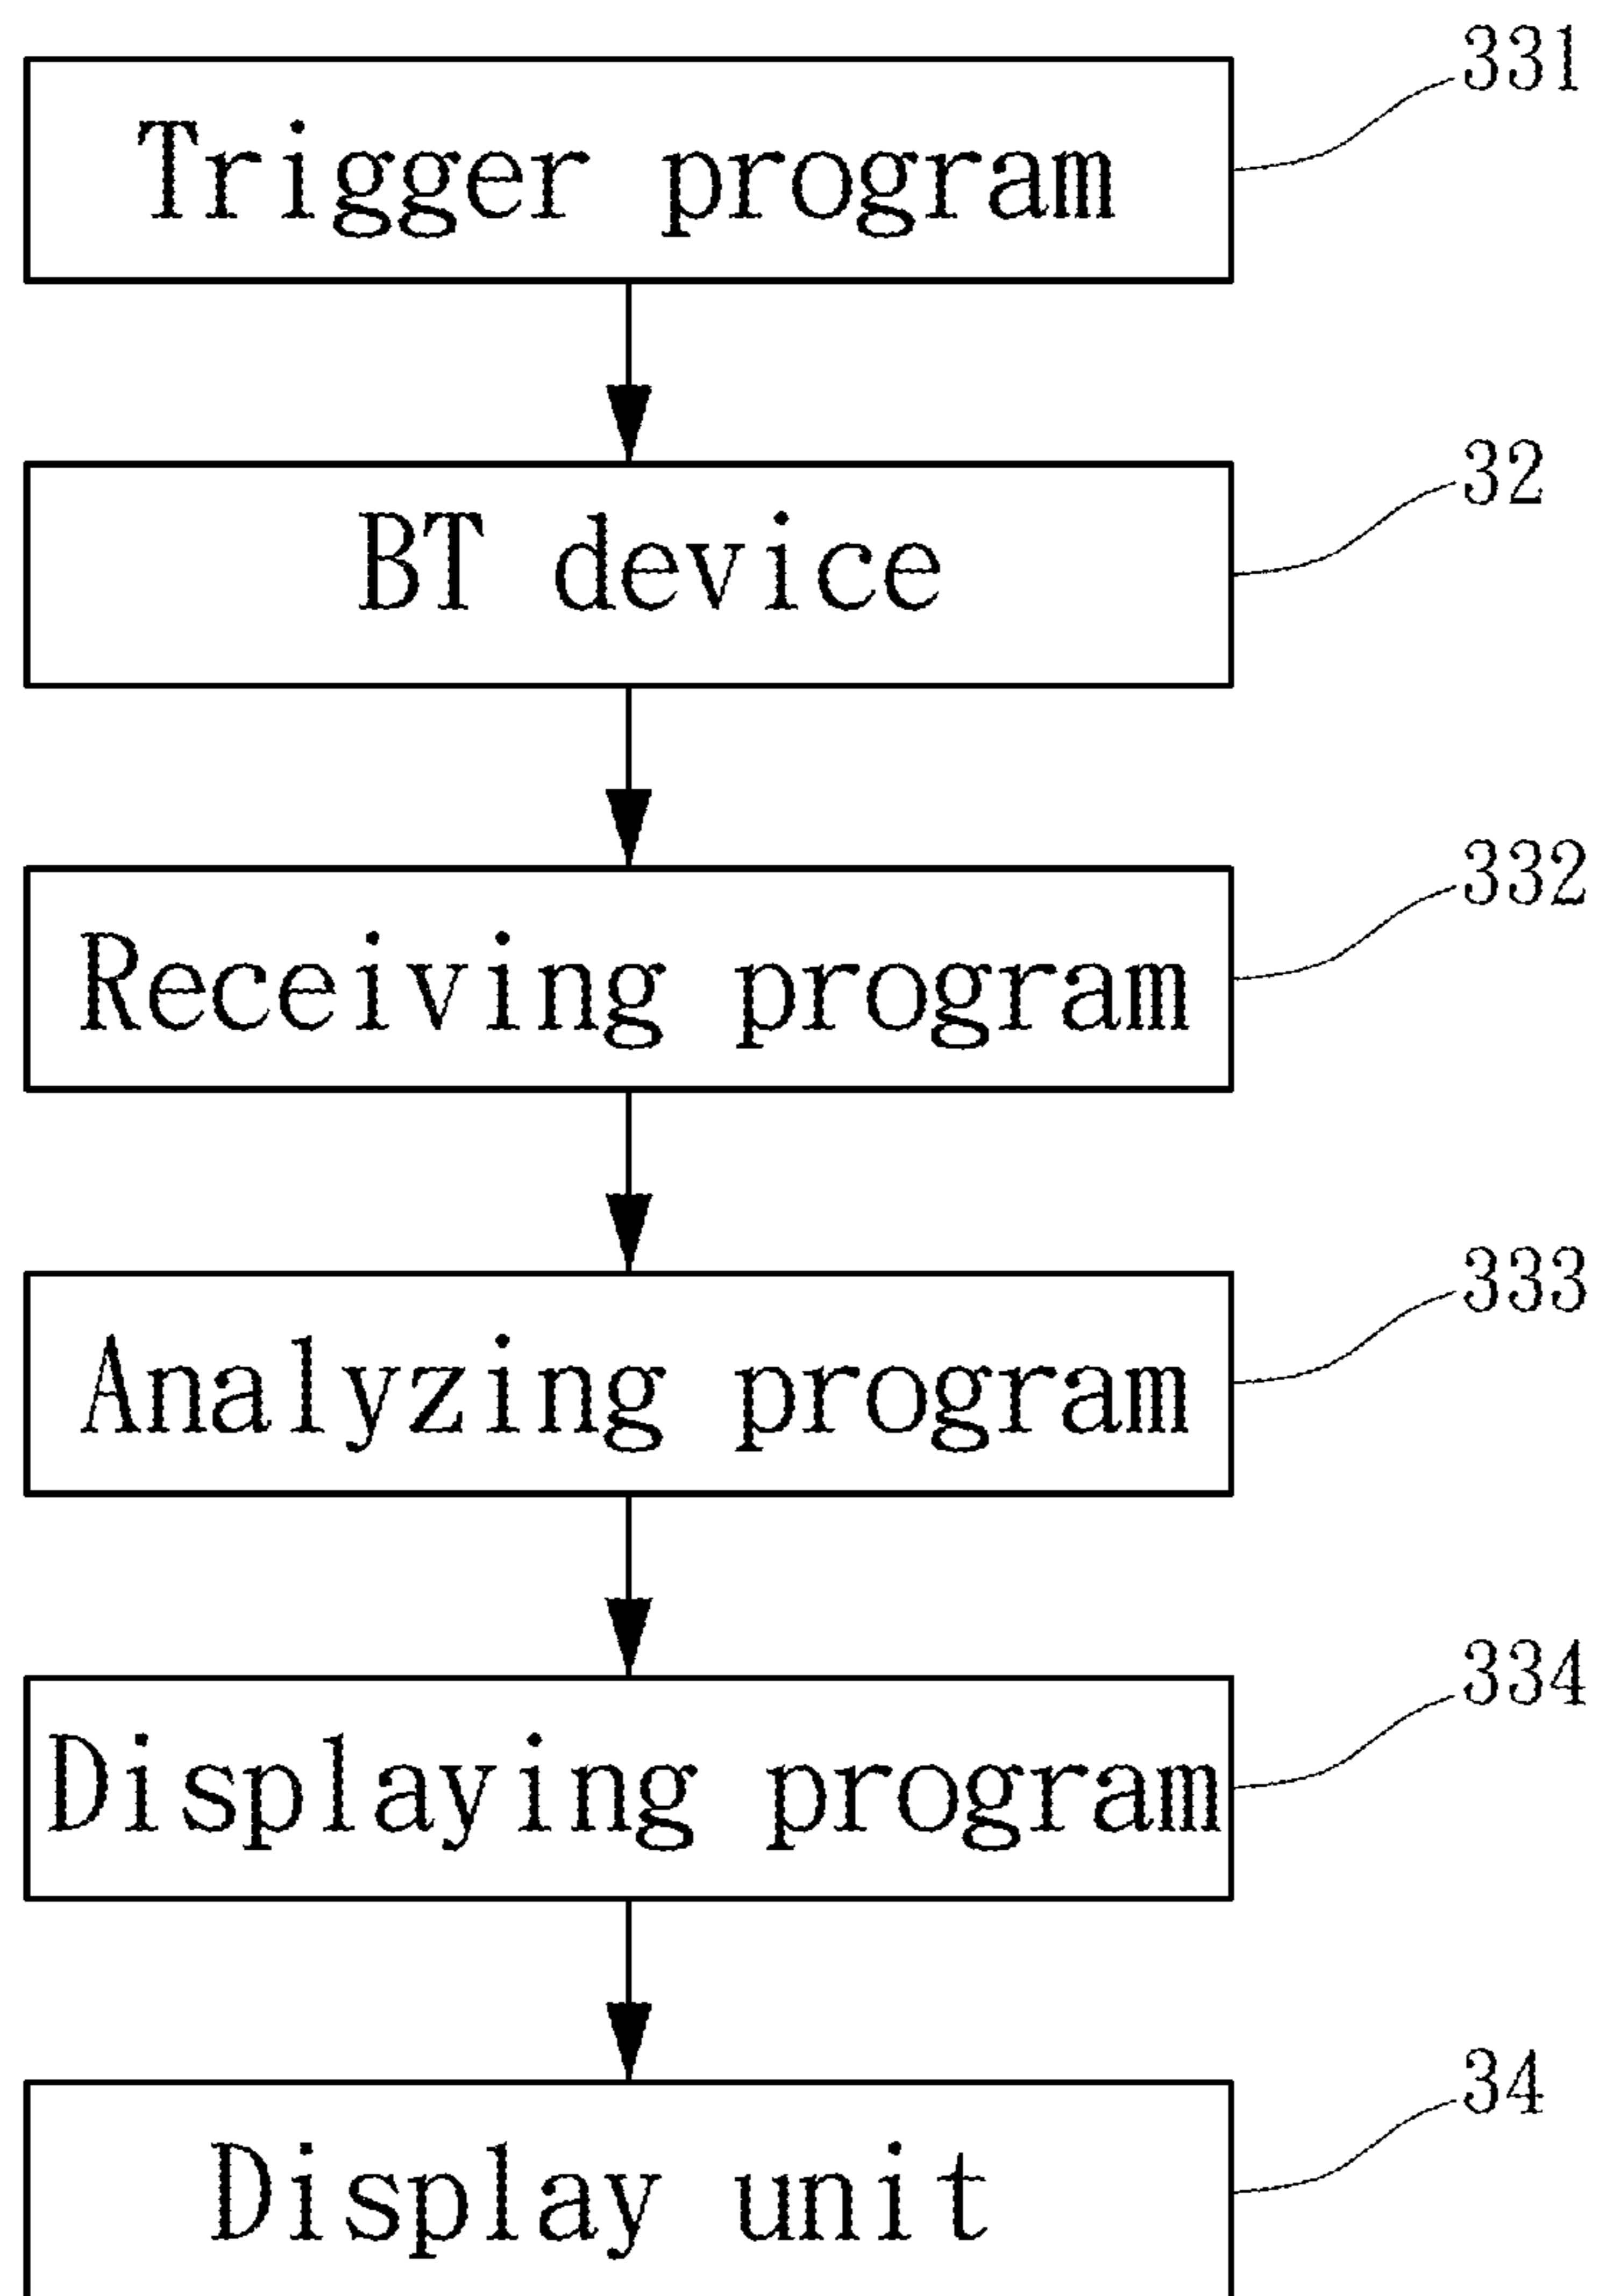 331
Trigger program
32
BT device
332
Receiving program
333
Analyzing program
334
Displaying program
34
Display unit